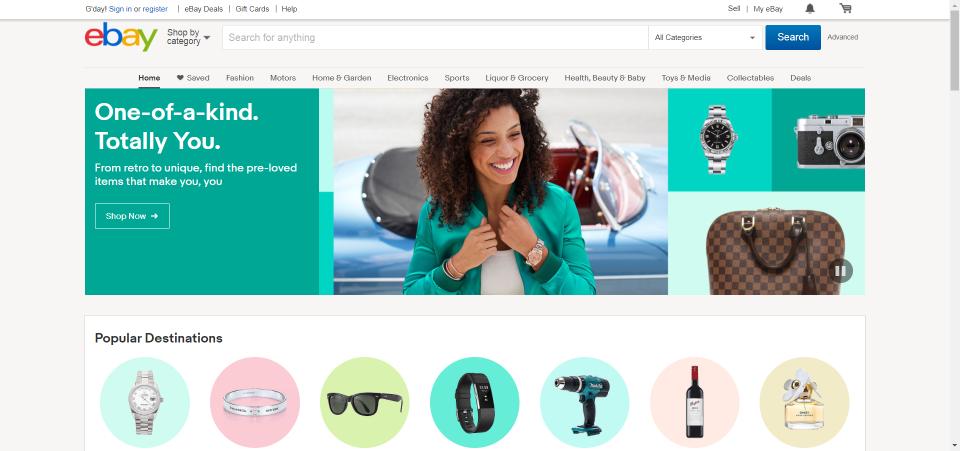 G'day! Sign in or register | eBay Deals | Gift Cards | Help
Sell | My eBay
ebay
Shop by
category
Search for anything
All Categories
Search
Advanced
Home
Saved
Fashion
Motors
Home & Garden
Electronics
Sports
Liquor & Grocery
Health, Beauty & Baby
Toys & Media
Collectables
Deals
One-of-a-kind.
Totally You.
From retro to unique, find the pre-loved
items that make you, you
Shop Now
Popular Destinations